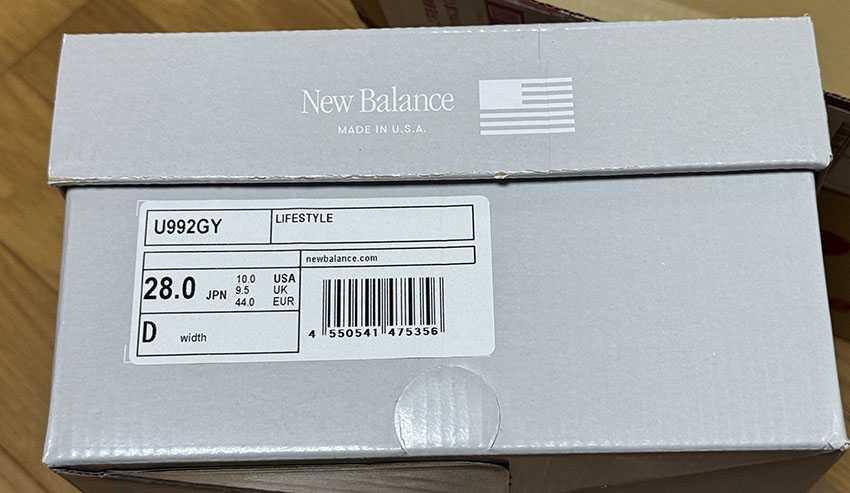 New Balance
MADE IN U.S.A.
U992GY
LIFESTYLE
newbalance.com
28.0 JPN
10.0 USA
9.5 UK
44.0 EUR
D width
4 550541 475356